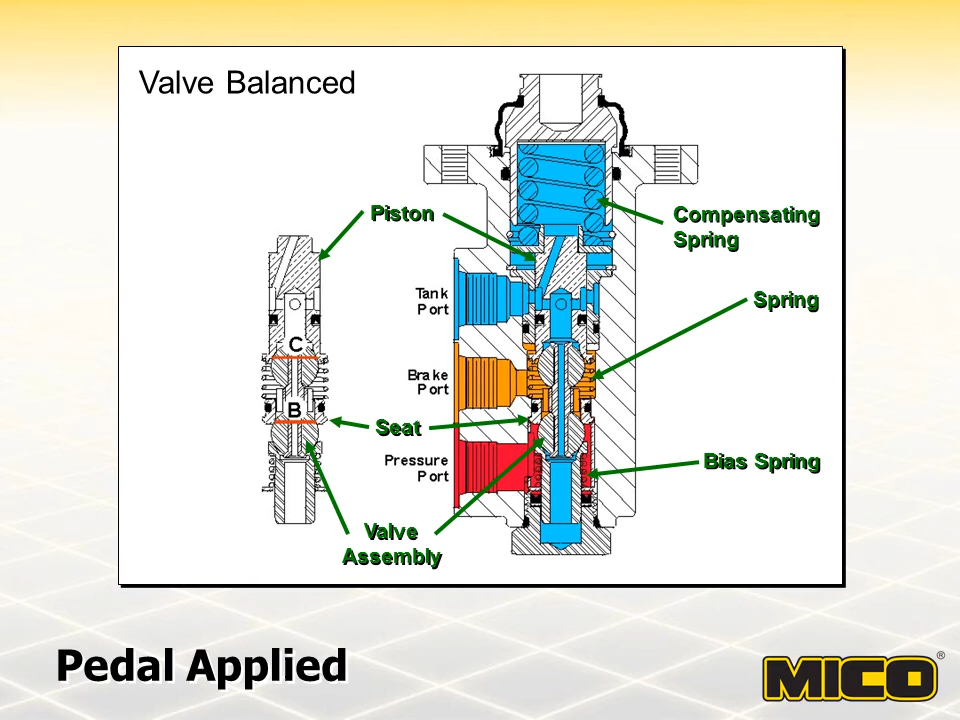 Valve Balanced
Piston
Compensating
Spring
Tank
Port
Spring
C
Brake
Port
B
Seat
Pressure
Port
Bias Spring
Valve
Assembly
Pedal Applied
MICO®